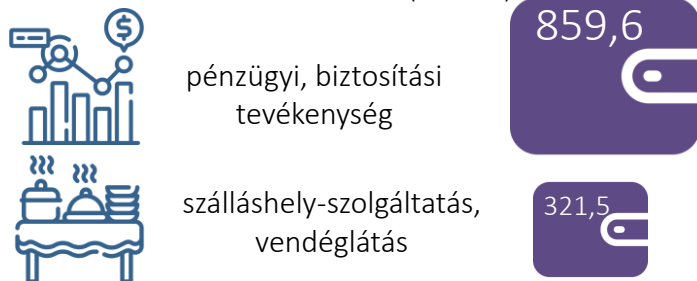 859,6
pénzügyi, biztosítási
tevékenység
szálláshely-szolgáltatás,
vendéglátás
321,5
$